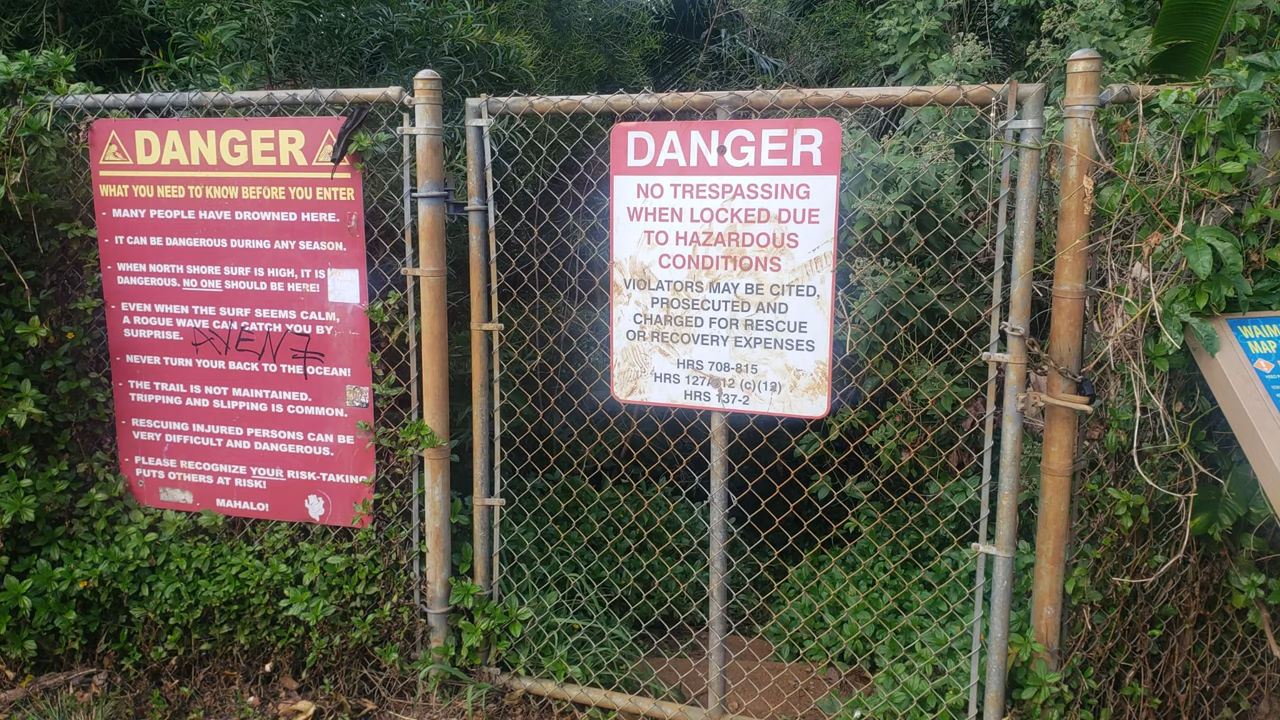 DANGER
WHAT YOU NEED TO KNOW BEFORE YOU ENTER
- MANY PEOPLE HAVE DROWNED HERE.
- IT CAN BE DANGEROUS DURING ANY SEASON.
- WHEN NORTH SHORE SURF IS HIGH, IT IS
DANGEROUS. NO ONE SHOULD BE HERE!
- EVEN WHEN THE SURF SEEMS CALM,
A ROGUE WAVE CAN CATCH YOU BY
SURPRISE.
- NEVER TURN YOUR BACK TO THE OCEAN!
- THE TRAIL IS NOT MAINTAINED.
TRIPPING AND SLIPPING IS COMMON.
- RESCUING INJURED PERSONS CAN BE
VERY DIFFICULT AND DANGEROUS.
- PLEASE RECOGNIZE YOUR RISK-TAKING
PUTS OTHERS AT RISK!
MAHALO!
DANGER
NO TRESPASSING
WHEN LOCKED DUE
TO HAZARDOUS
CONDITIONS
VIOLATORS MAY BE CITED,
PROSECUTED AND
CHARGED FOR RESCUE
OR RECOVERY EXPENSES
HRS 708-815
HRS 127A-12 (c)(12)
HRS 137-2
MAP